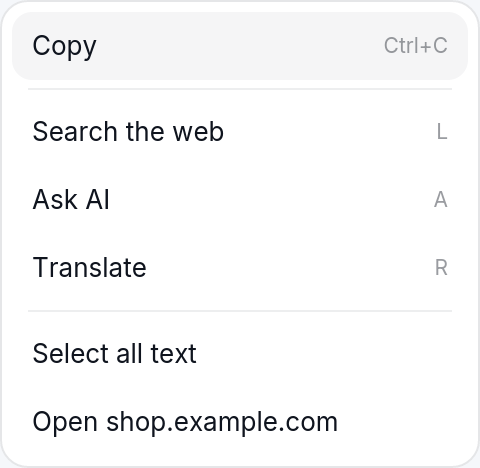 Copy Ctrl+C
Search the web L
Ask AI A
Translate R
Select all text
Open shop.example.com